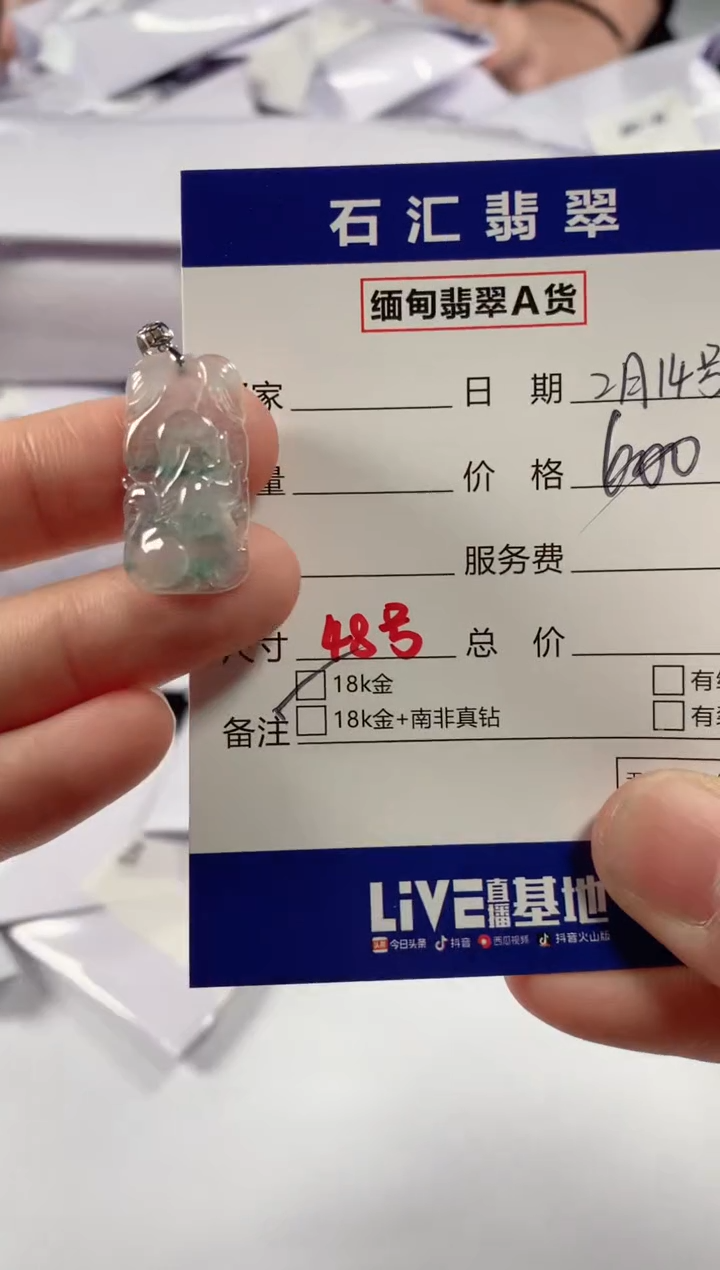 石汇翡翠
缅甸翡翠A货
家 日 期 2月14号
量 价 格 600
服务费
尺寸 48号 总 价
18k金 有
备注 18k金+南非真钻 有
LiVE直播基地
今日头条 抖音 西瓜视频 抖音火山版